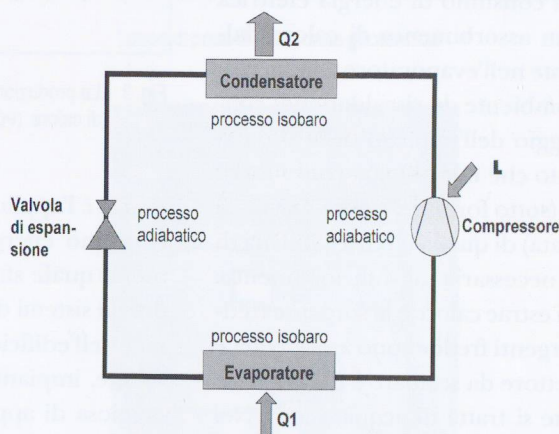 Q2
Condensatore
processo isobaro
L
Valvola
di espan-
sione
processo
adiabatico
processo
adiabatico
Compressore
processo isobaro
Evaporatore
Q1